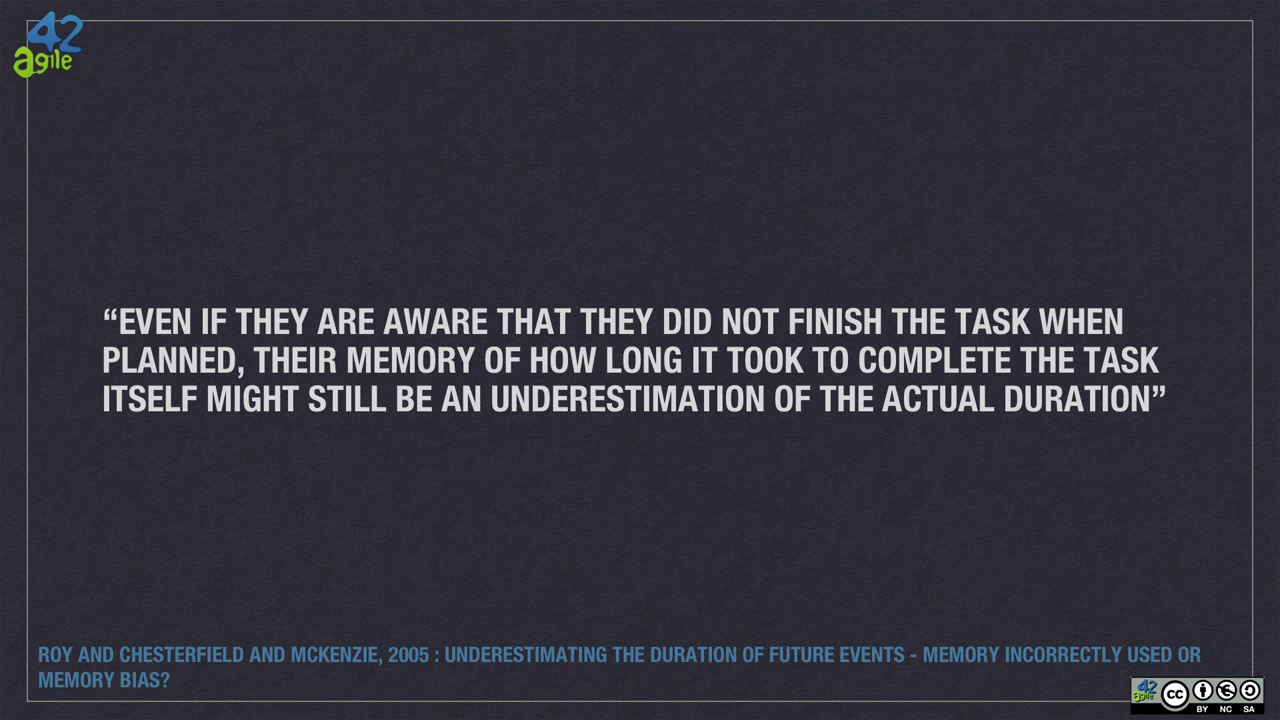 42
agile
“EVEN IF THEY ARE AWARE THAT THEY DID NOT FINISH THE TASK WHEN
PLANNED, THEIR MEMORY OF HOW LONG IT TOOK TO COMPLETE THE TASK
ITSELF MIGHT STILL BE AN UNDERESTIMATION OF THE ACTUAL DURATION”
ROY AND CHESTERFIELD AND MCKENZIE, 2005 : UNDERESTIMATING THE DURATION OF FUTURE EVENTS - MEMORY INCORRECTLY USED OR
MEMORY BIAS?
42
agile
cc
BY NC SA